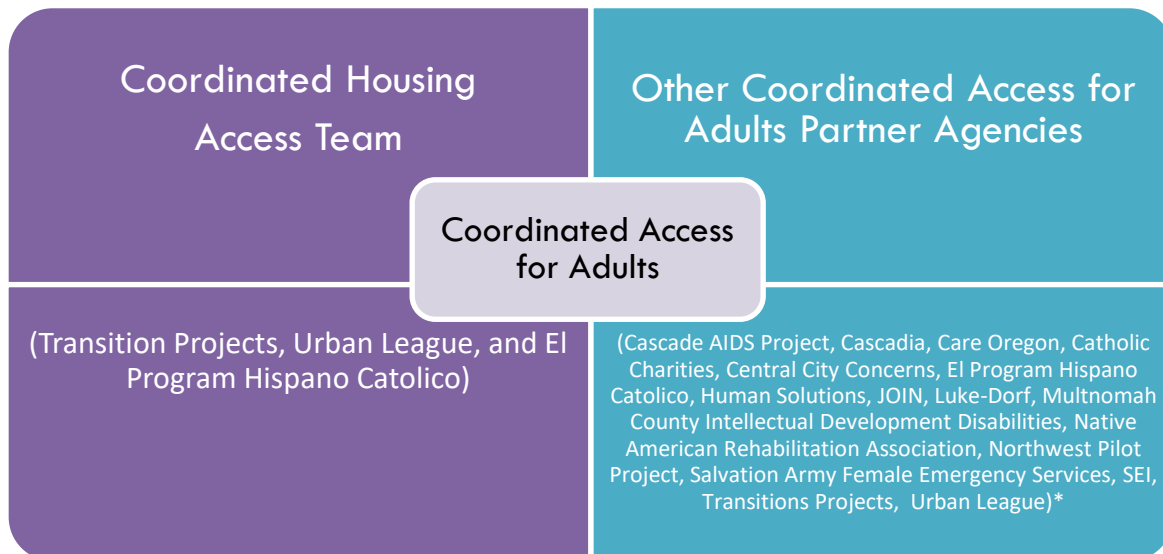 Coordinated Housing
Access Team
Other Coordinated Access for
Adults Partner Agencies
Coordinated Access
for Adults
(Transition Projects, Urban League, and El
Program Hispano Catolico)
(Cascade AIDS Project, Cascadia, Care Oregon, Catholic
Charities, Central City Concerns, El Program Hispano
Catolico, Human Solutions, JOIN, Luke-Dorf, Multnomah
County Intellectual Development Disabilities, Native
American Rehabilitation Association, Northwest Pilot
Project, Salvation Army Female Emergency Services, SEI,
Transitions Projects, Urban League)*